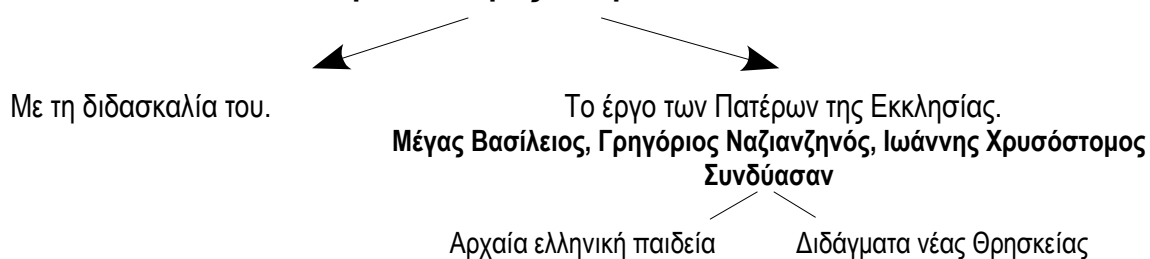 Με τη διδασκαλία του.
Το έργο των Πατέρων της Εκκλησίας.
Μέγας Βασίλειος, Γρηγόριος Ναζιανζηνός, Ιωάννης Χρυσόστομος
Συνδύασαν
Αρχαία ελληνική παιδεία
Διδάγματα νέας Θρησκείας